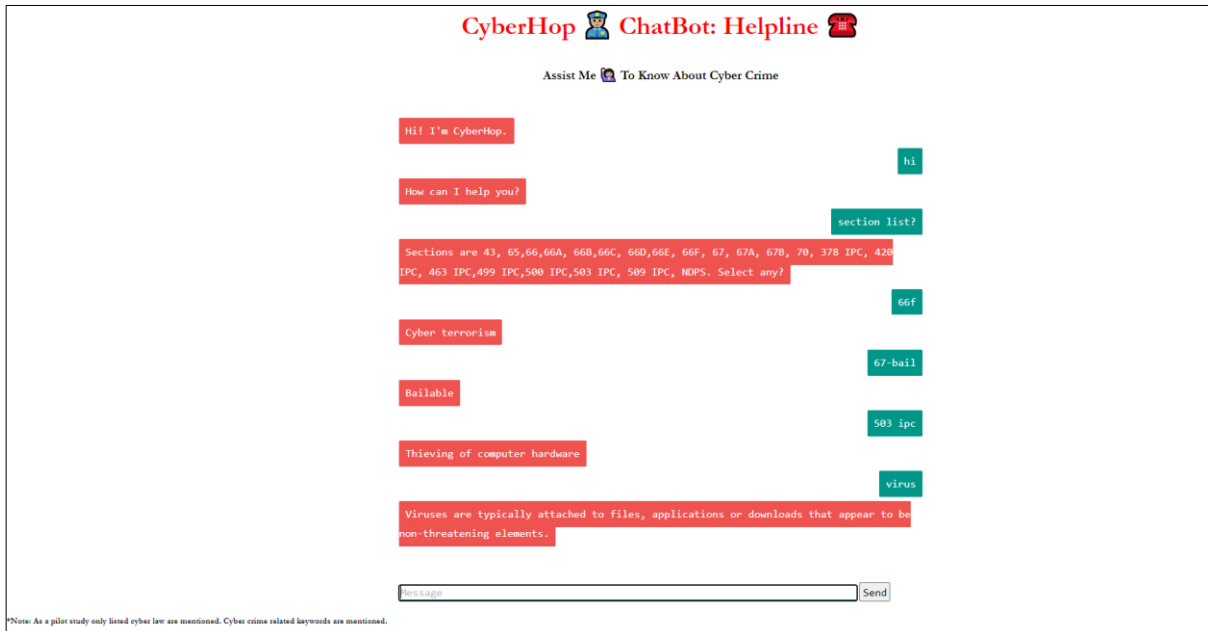 CyberHop 👮🏼 ChatBot: Helpline ☎️
Assist Me 🙋🏻‍♀️ To Know About Cyber Crime
Hi! I'm CyberHop.
hi
How can I help you?
section list?
Sections are 43, 65,66,66A, 66B,66C, 66D,66E, 66F, 67, 67A, 67B, 70, 378 IPC, 420
IPC, 463 IPC,499 IPC,500 IPC,503 IPC, 509 IPC, NDPS. Select any?
66f
Cyber terrorism
67-bail
Bailable
503 ipc
Thieving of computer hardware
virus
Viruses are typically attached to files, applications or downloads that appear to be
non-threatening elements.
Message
Send
*Note: As a pilot study only listed cyber law are mentioned. Cyber crime related keywords are mentioned.